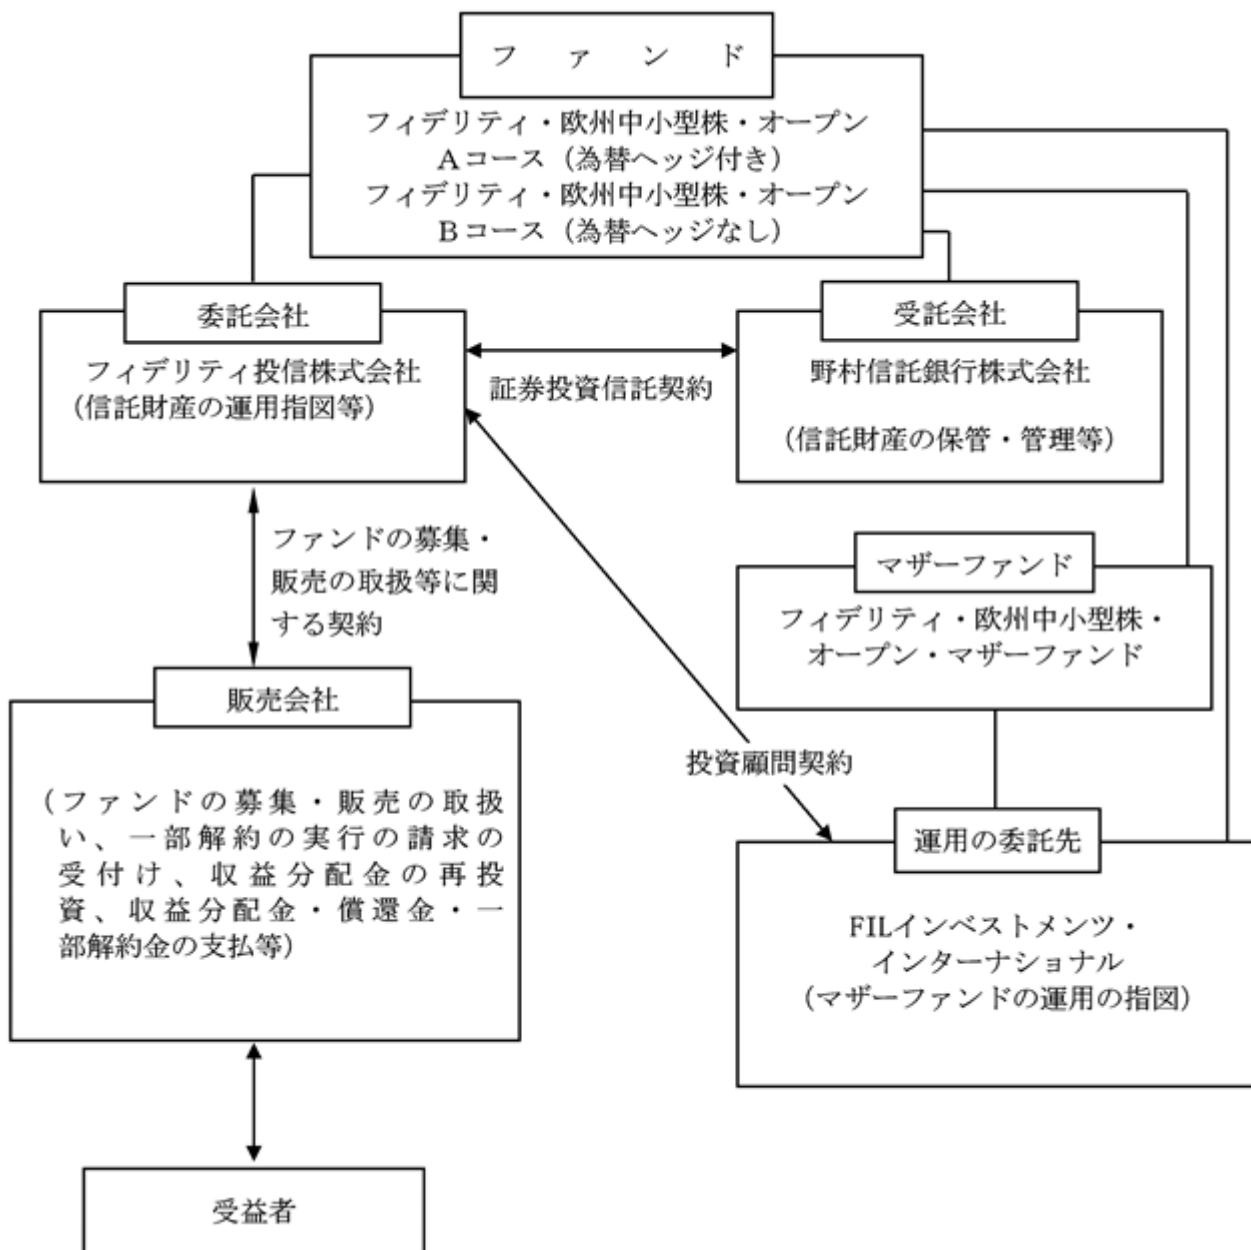 ファンド
フィデリティ・欧州中小型株・オープン
Aコース（為替ヘッジ付き）
フィデリティ・欧州中小型株・オープン
Bコース（為替ヘッジなし）
委託会社
フィデリティ投信株式会社
（信託財産の運用指図等）
証券投資信託契約
受託会社
野村信託銀行株式会社
（信託財産の保管・管理等）
ファンドの募集・
販売の取扱等に関
する契約
マザーファンド
フィデリティ・欧州中小型株・
オープン・マザーファンド
販売会社
（ファンドの募集・販売の取扱
い、一部解約の実行の請求の
受付け、収益分配金の再投
資、収益分配金・償還金・一
部解約金の支払等）
投資顧問契約
運用の委託先
FILインベストメンツ・
インターナショナル
（マザーファンドの運用の指図）
受益者